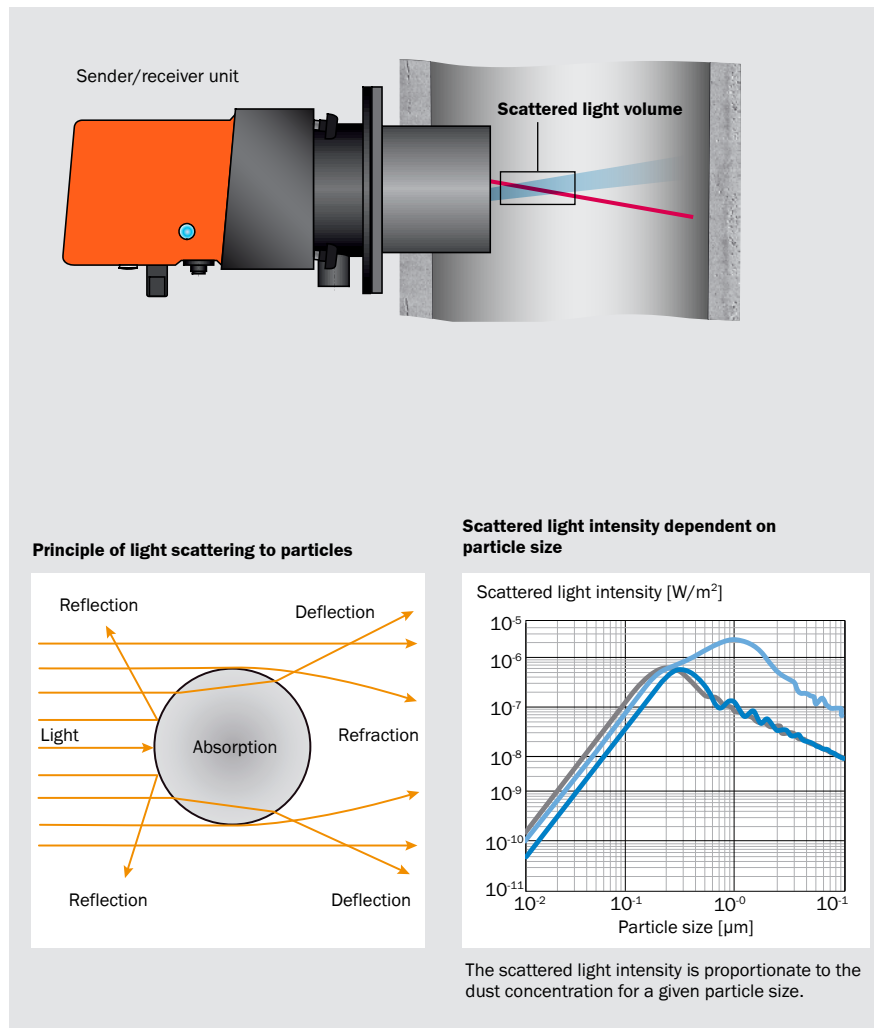 Sender/receiver unit
Scattered light volume
Principle of light scattering to particles
Reflection
Deflection
Light
Absorption
Refraction
Reflection
Deflection
Scattered light intensity dependent on
particle size
Scattered light intensity [W/m²]
10⁻⁵
10⁻⁶
10⁻⁷
10⁻⁸
10⁻⁹
10⁻¹⁰
10⁻¹¹
10⁻² 10⁻¹ 10⁻⁰ 10⁻¹
Particle size [µm]
The scattered light intensity is proportionate to the
dust concentration for a given particle size.